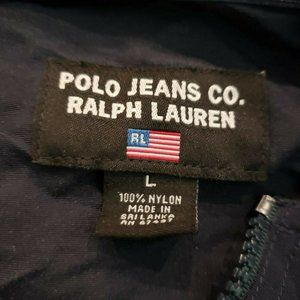 POLO JEANS CO.
RALPH LAUREN
RL
L
100% NYLON
MADE IN
SRI LANKA